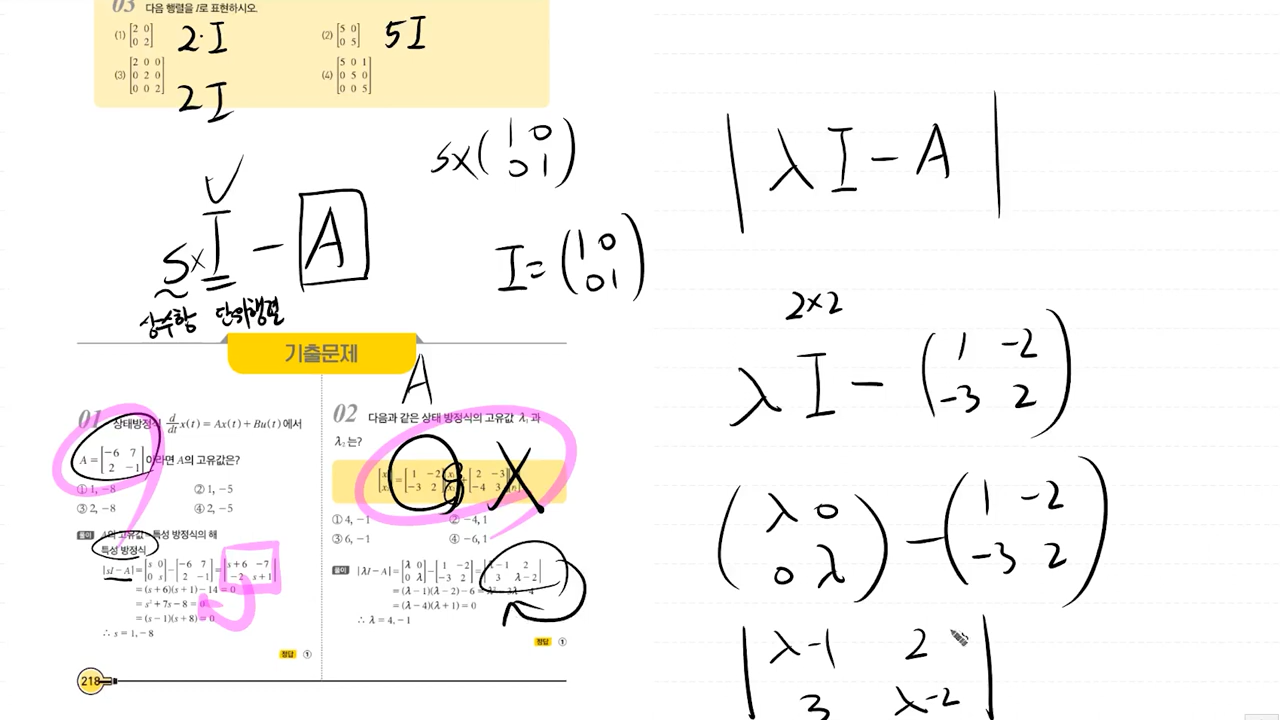 03 다음 행렬을 I로 표현하시오.
(1) [2 0 0 2] 2·I (2) [5 0 0 5] 5I
(3) [2 0 0 0 2 0 0 0 2] 2I (4) [5 0 1 0 5 0 0 0 5]
s×(1 0 0 1)
s×I − A
I=(1 0 0 1)
상수항 단위행렬
기출문제
A
01 상태방정식 d/dt x(t) = Ax(t) + Bu(t)에서
A = [−6 7 2 −1]이라면 A의 고유값은?
① 1, −8 ② 1, −5
③ 2, −8 ④ 2, −5
풀이 A의 고유값 특성 방정식의 해
특성 방정식
|sI − A| = [s 0 0 s] − [−6 7 2 −1] = [s+6 −7 −2 s+1]
= (s+6)(s+1) − 14 = 0
= s² + 7s − 8 = 0
= (s−1)(s+8) = 0
∴ s = 1, −8
정답 ①
218
02 다음과 같은 상태 방정식의 고유값 λ₁과
λ₂는?
[1 −2 −3 2] [2 −3 −4 3] X
① 4, −1 ② −4, 1
③ 6, −1 ④ −6, 1
풀이 |λI − A| = [λ 0 0 λ] − [1 −2 −3 2] = [λ−1 2 3 λ−2]
= (λ−1)(λ−2) − 6 = λ² − 3λ − 4
= (λ−4)(λ+1) = 0
∴ λ = 4, −1
정답 ①
|λI − A|
2×2
λI − (1 −2 −3 2)
(λ 0 0 λ) − (1 −2 −3 2)
|λ−1 2
3 λ−2|